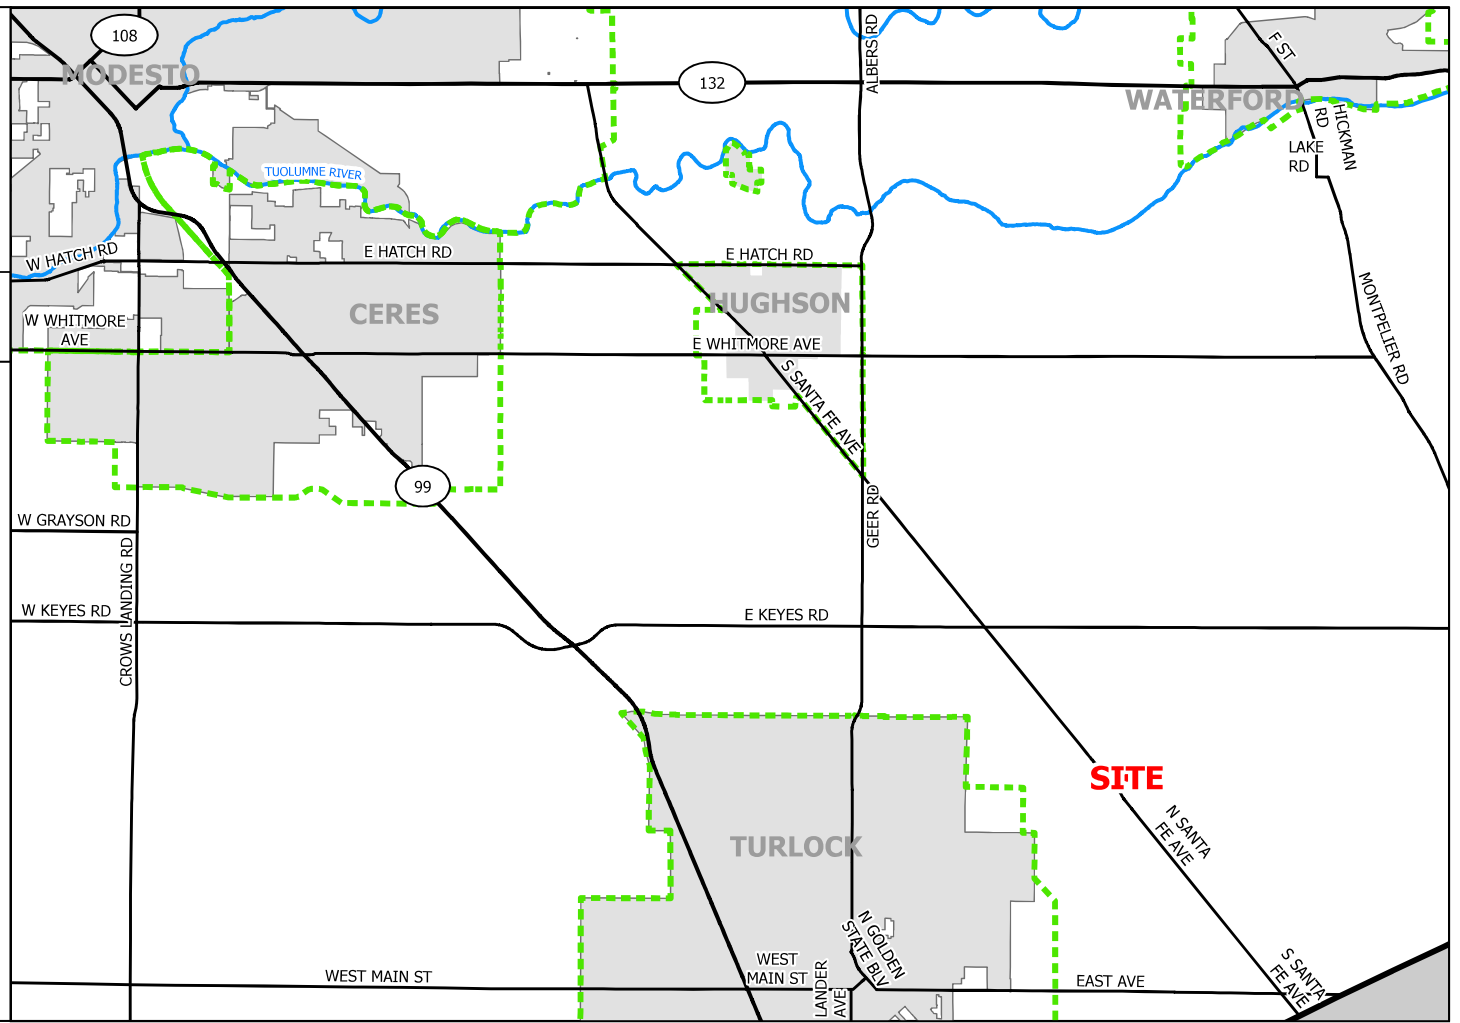 108
MODESTO
132
ALBERS RD
F ST
WATERFORD
HICKMAN
RD
LAKE
RD
TUOLUMNE RIVER
W HATCH RD
E HATCH RD
E HATCH RD
CERES
HUGHSON
W WHITMORE
AVE
E WHITMORE AVE
MONTPELIER RD
S SANTA FE AVE
99
GEER RD
W GRAYSON RD
CROWS LANDING RD
W KEYES RD
E KEYES RD
SITE
N SANTA
FE AVE
TURLOCK
N GOLDEN
STATE BLV
WEST MAIN ST
WEST
MAIN ST
LANDER
AVE
EAST AVE
S SANTA
FE AVE